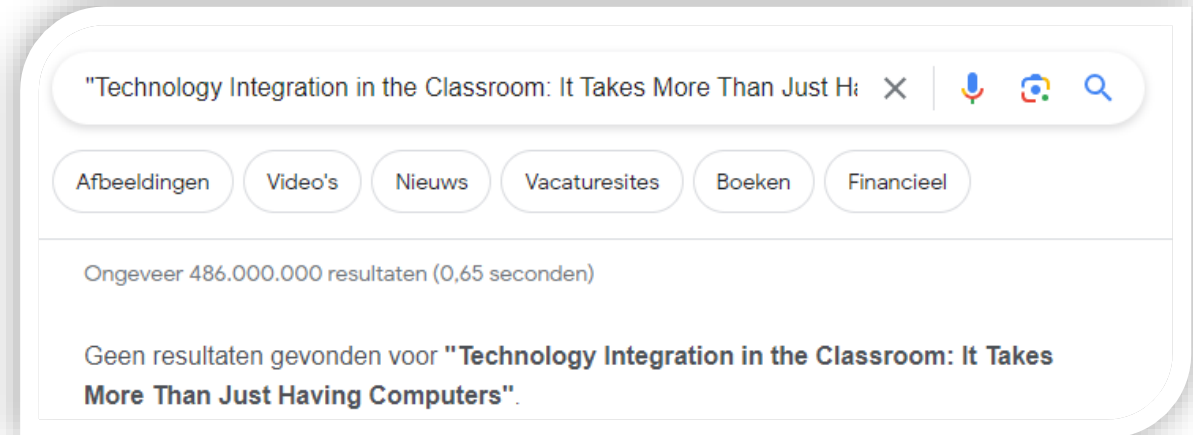 "Technology Integration in the Classroom: It Takes More Than Just Ha
Afbeeldingen Video's Nieuws Vacaturesites Boeken Financieel
Ongeveer 486.000.000 resultaten (0,65 seconden)
Geen resultaten gevonden voor "Technology Integration in the Classroom: It Takes
More Than Just Having Computers".